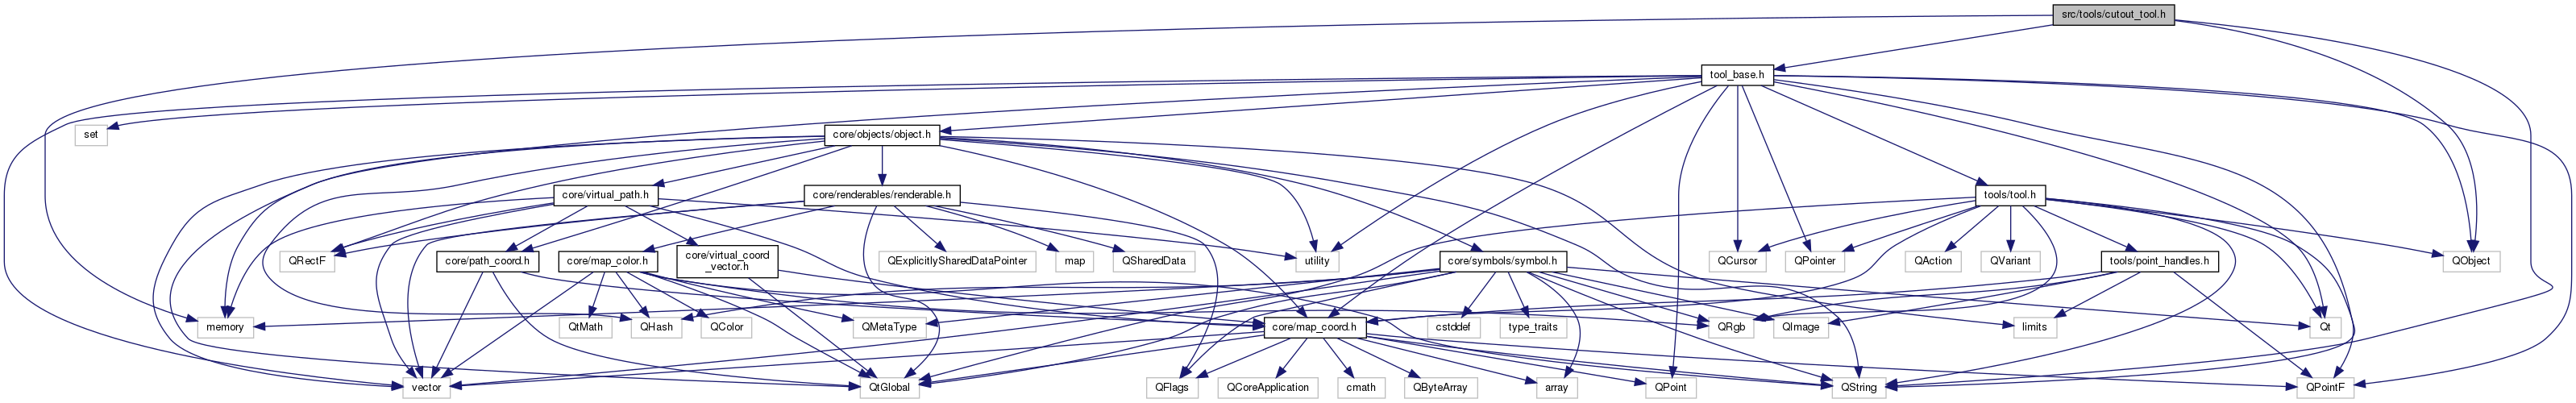 src/tools/cutout_tool.h
tool_base.h
set
core/objects/object.h
core/virtual_path.h
core/renderables/renderable.h
tools/tool.h
QRectF
core/path_coord.h
core/map_color.h
core/virtual_coord
_vector.h
QExplicitlySharedDataPointer
map
QSharedData
utility
core/symbols/symbol.h
QCursor
QPointer
QAction
QVariant
tools/point_handles.h
QObject
memory
QtMath
QHash
QColor
QMetaType
core/map_coord.h
cstddef
type_traits
QRgb
QImage
limits
Qt
vector
QtGlobal
QFlags
QCoreApplication
cmath
QByteArray
array
QPoint
QString
QPointF